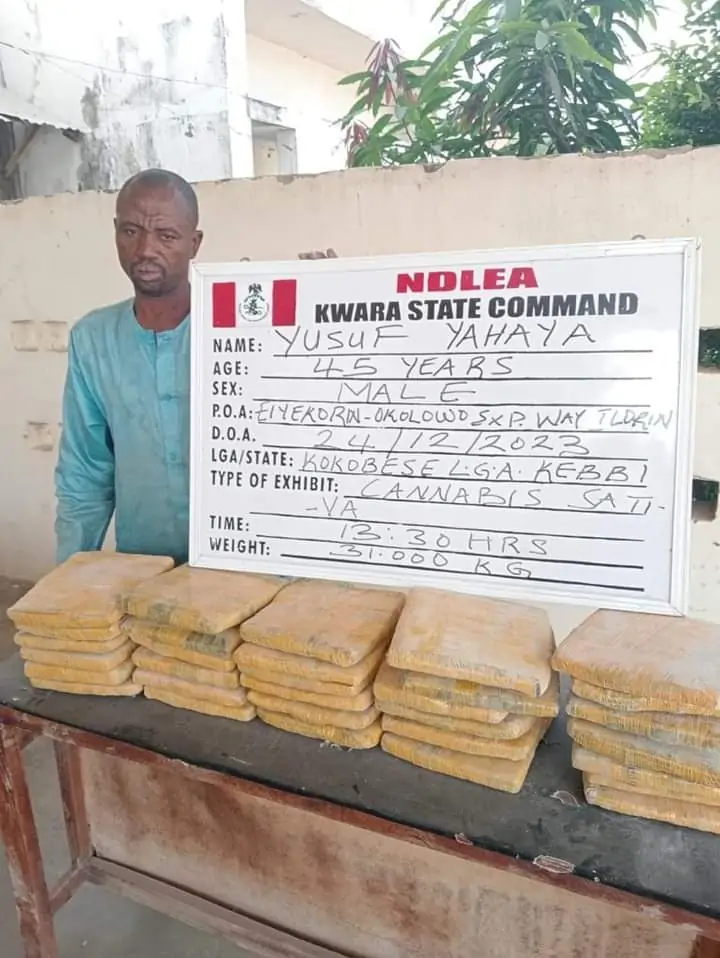 NDLEA
KWARA STATE COMMAND
NAME: YUSUF YAHAYA
AGE: 45 YEARS
SEX: MALE
P.O.A: EIYEKORIN-OKOLOWO EXP. WAY ILORIN
D.O.A. 24/12/2023
LGA/STATE: KOKOBESE L.G.A. KEBBI
TYPE OF EXHIBIT: CANNABIS SATI-
-VA
TIME: 13:30 HRS
WEIGHT: 31.000 KG